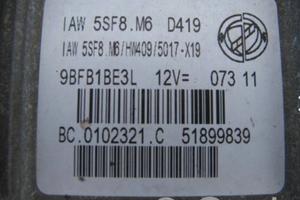 IAW 5SF8.M6 D419
IAW 5SF8.M6/HW409/5017-X19
9BFB1BE3L 12V= 073 11
BC.0102321.C 51899839